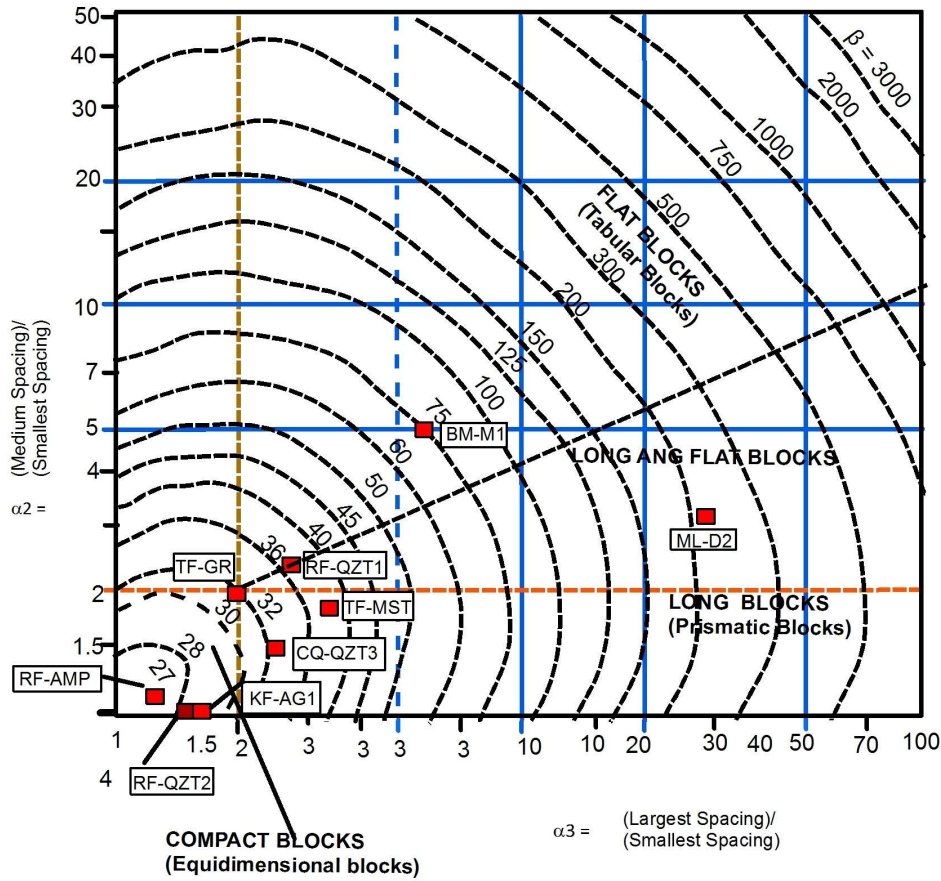 50
40
30
20
10
7
5
4
2
1.5
1
(Medium Spacing)/
(Smallest Spacing)
α2 =
β = 3000
2000
1000
750
500
300
200
150
125
100
75
60
50
45
40
36
32
30
28
27
FLAT BLOCKS
(Tabular Blocks)
BM-M1
LONG ANG FLAT BLOCKS
ML-D2
TF-GR
RF-QZT1
TF-MST
LONG BLOCKS
(Prismatic Blocks)
CQ-QZT3
RF-AMP
KF-AG1
RF-QZT2
1 1.5 2 3 3 3 3 10 10 20 30 50 70 100
4
COMPACT BLOCKS
(Equidimensional blocks)
α3 =
(Largest Spacing)/
(Smallest Spacing)